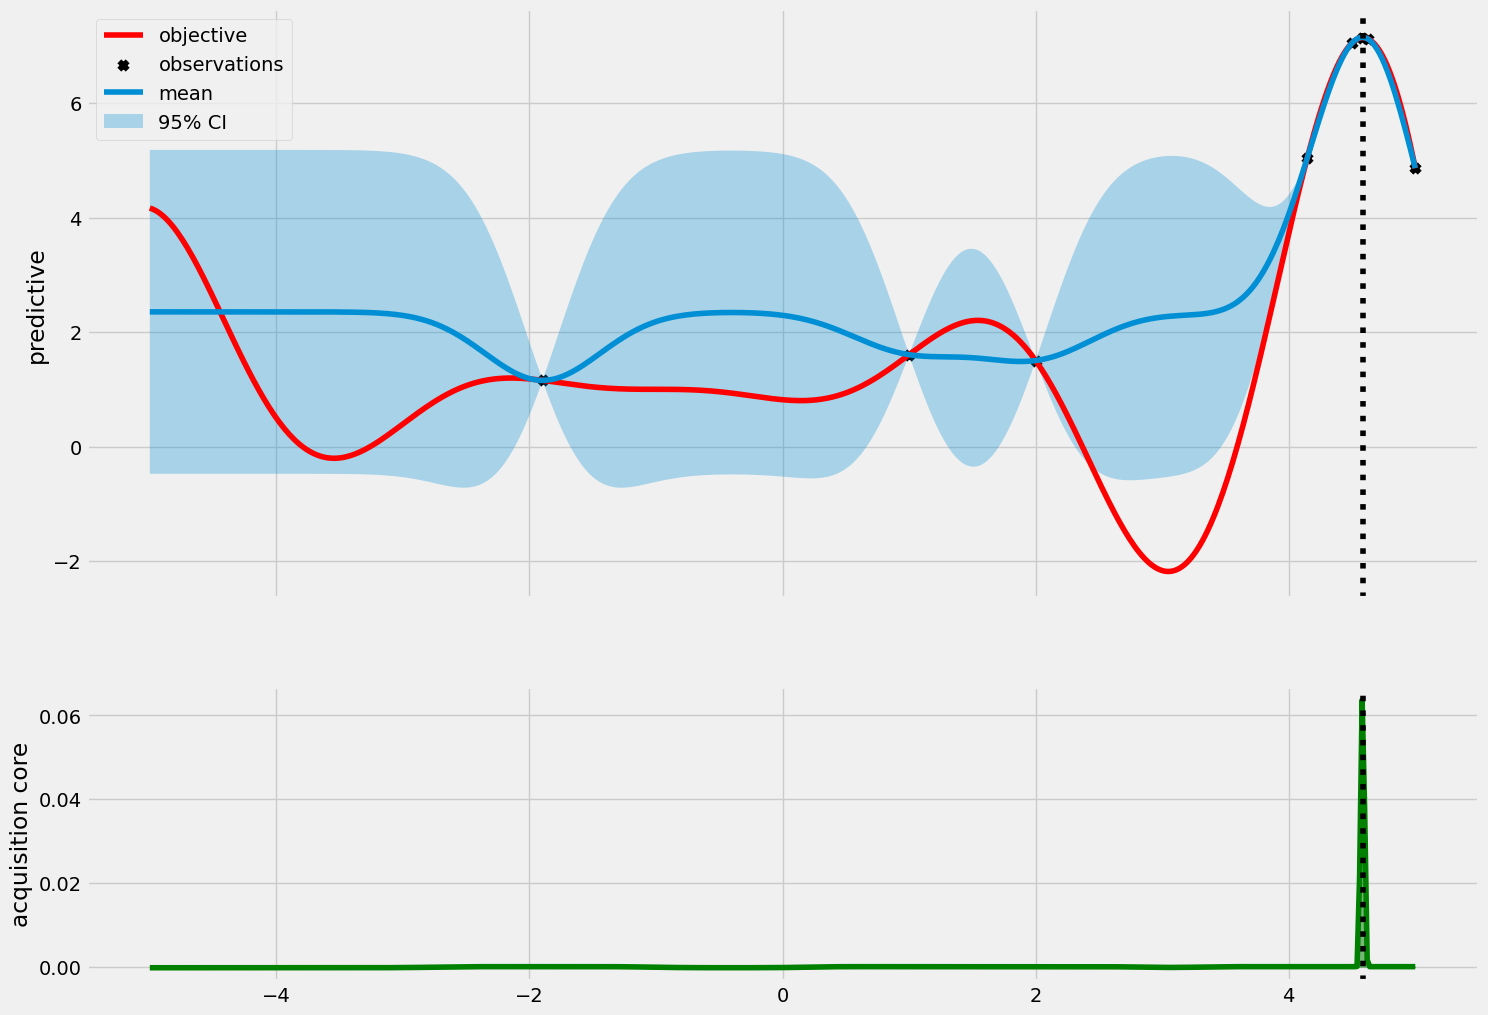 objective
observations
mean
95% CI
predictive
6
4
2
0
−2
acquisition core
0.06
0.04
0.02
0.00
−4
−2
0
2
4